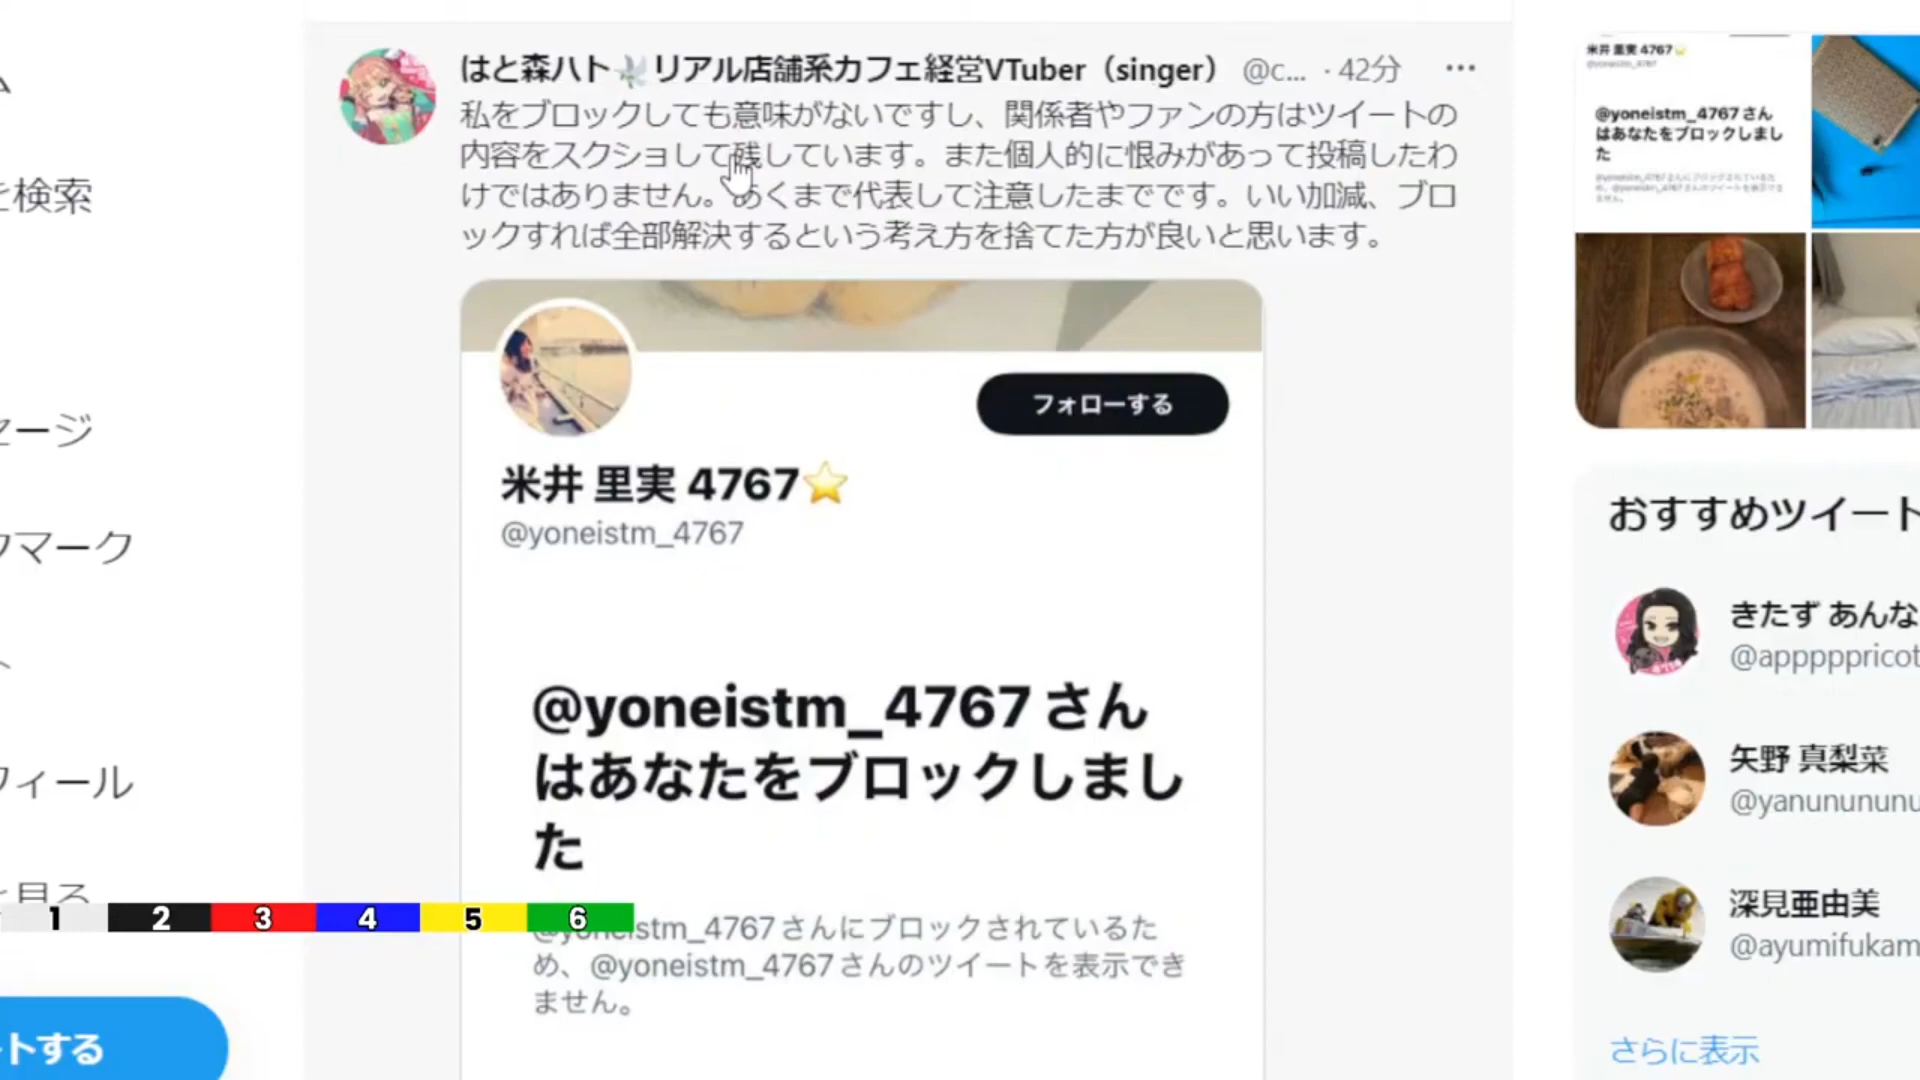 を検索
セージ
クマーク
フィール
トする
はと森ハト🕊リアル店舗系カフェ経営VTuber（singer） @c... · 42分 …
私をブロックしても意味がないですし、関係者やファンの方はツイートの
内容をスクショして残しています。また個人的に恨みがあって投稿したわ
けではありません。あくまで代表して注意したまでです。いい加減、ブロ
ックすれば全部解決するという考え方を捨てた方が良いと思います。
フォローする
米井 里実 4767⭐
@yoneistm_4767
@yoneistm_4767 さん
はあなたをブロックしまし
た
@yoneistm_4767さんにブロックされているた
め、@yoneistm_4767さんのツイートを表示でき
ません。
1 2 3 4 5 6
米井 里実 4767⭐
@yoneistm_4767
@yoneistm_4767 さん
はあなたをブロックしまし
た
おすすめツイート
きたず あんな
@apppppricot
矢野 真梨菜
@yanunununu
深見亜由美
@ayumifukam
さらに表示